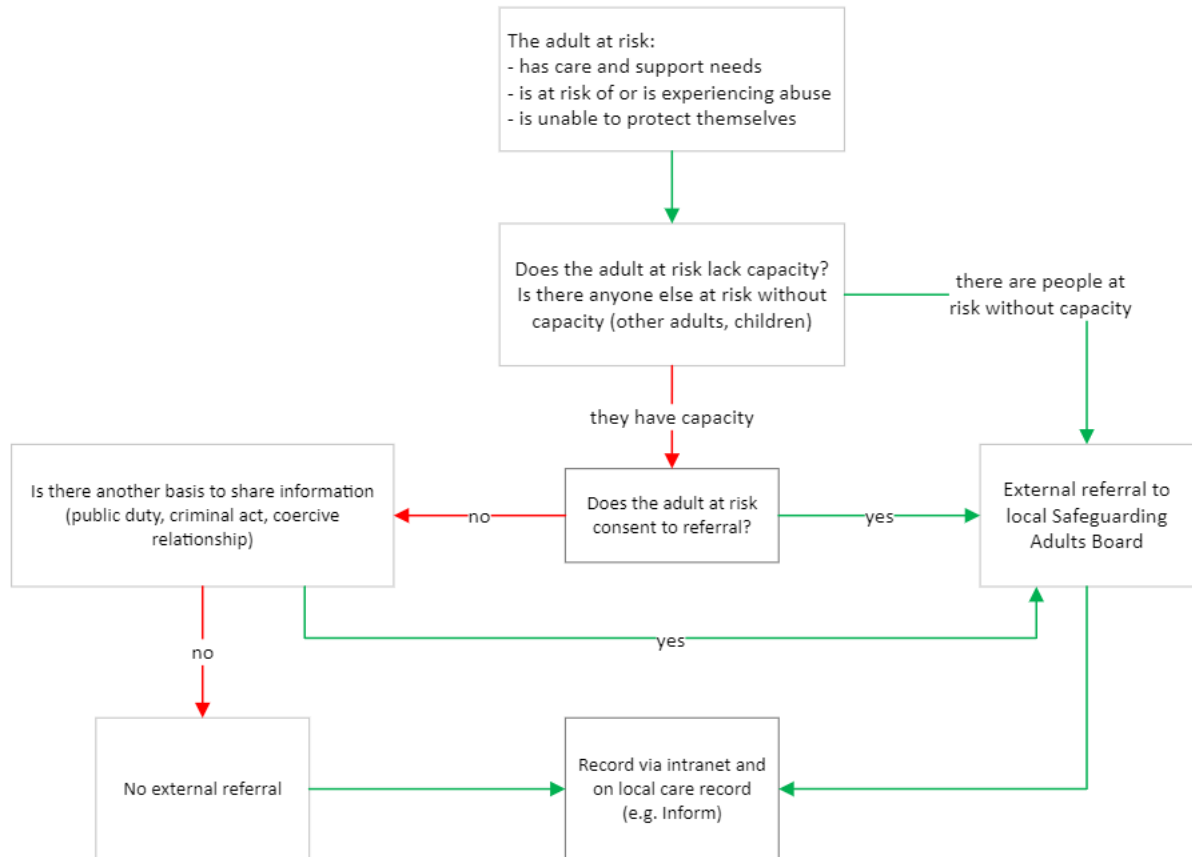 The adult at risk:
- has care and support needs
- is at risk of or is experiencing abuse
- is unable to protect themselves
Does the adult at risk lack capacity?
Is there anyone else at risk without
capacity (other adults, children)
there are people at
risk without capacity
they have capacity
Is there another basis to share information
(public duty, criminal act, coercive
relationship)
no
Does the adult at risk
consent to referral?
yes
External referral to
local Safeguarding
Adults Board
no
yes
No external referral
Record via intranet and
on local care record
(e.g. Inform)